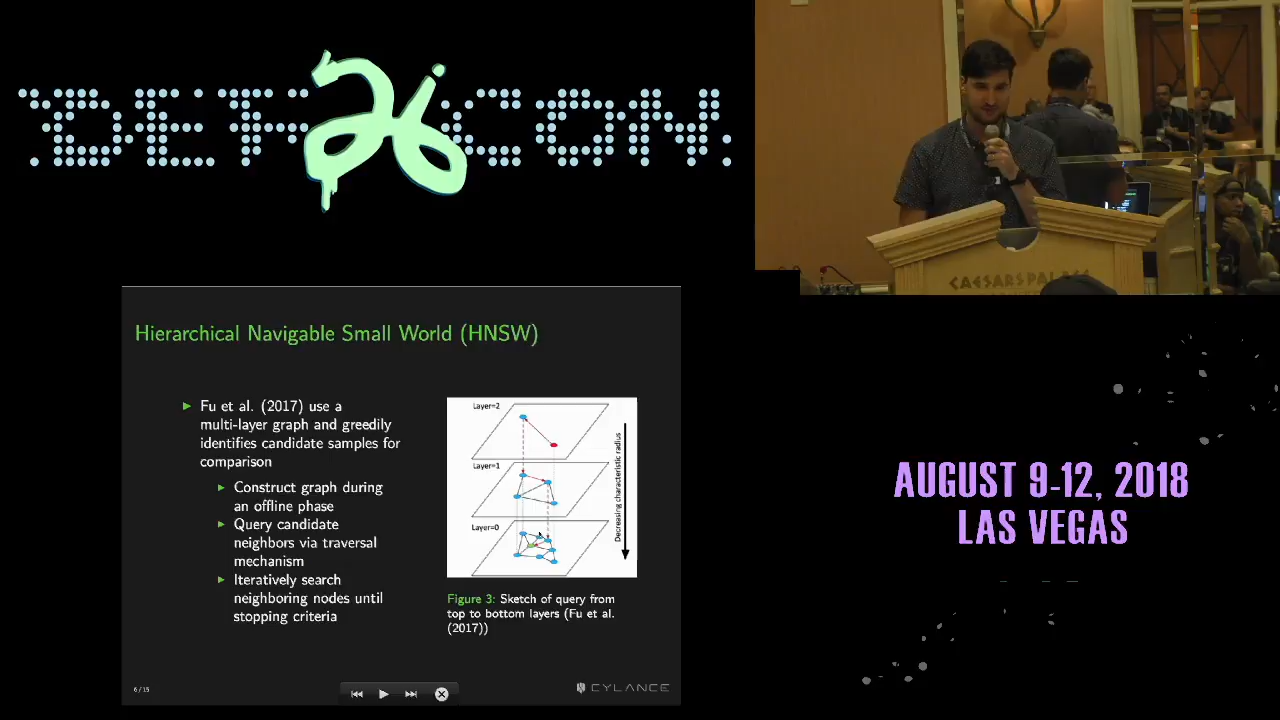 DEF CON
26
CAESARS PALACE
Hierarchical Navigable Small World (HNSW)
Fu et al. (2017) use a
multi-layer graph and greedily
identifies candidate samples for
comparison
Construct graph during
an offline phase
Query candidate
neighbors via traversal
mechanism
Iteratively search
neighboring nodes until
stopping criteria
Layer=2
Layer=1
Layer=0
Decreasing characteristic radius
Figure 3: Sketch of query from
top to bottom layers (Fu et al.
(2017))
6 / 15
CYLANCE
AUGUST 9-12, 2018
LAS VEGAS